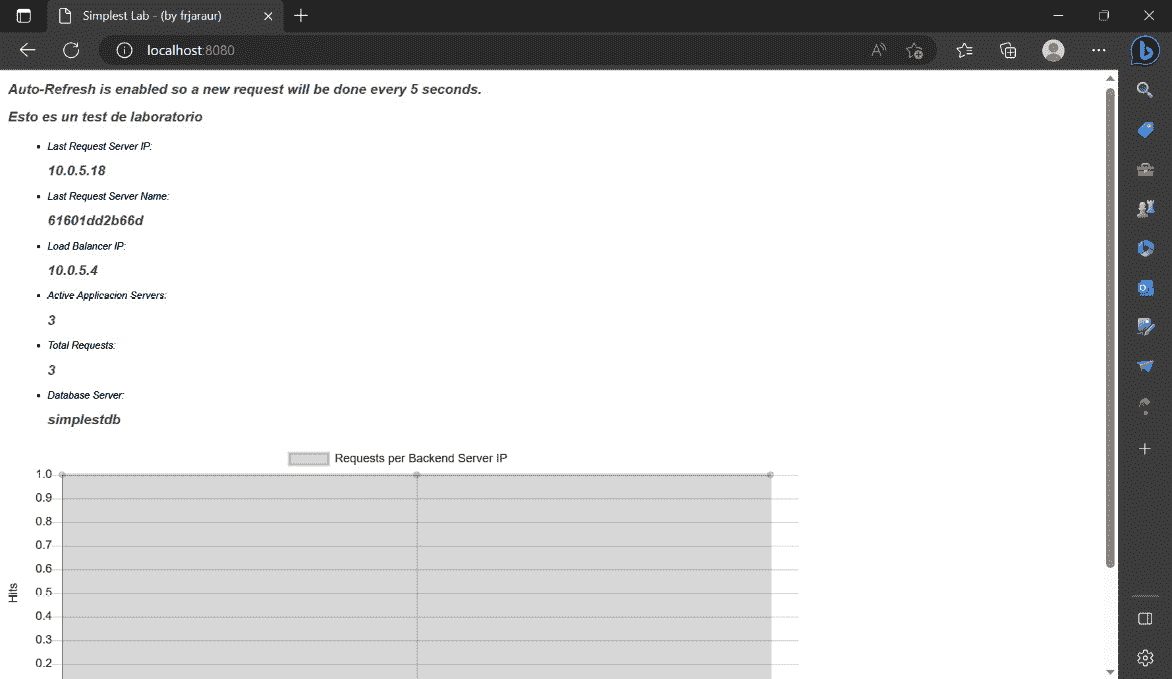 Simplest Lab - (by frjaraur)
localhost:8080
Auto-Refresh is enabled so a new request will be done every 5 seconds.
Esto es un test de laboratorio
Last Request Server IP:
10.0.5.18
Last Request Server Name:
61601dd2b66d
Load Balancer IP:
10.0.5.4
Active Applicacion Servers:
3
Total Requests:
3
Database Server:
simplestdb
Requests per Backend Server IP
1.0
0.9
0.8
0.7
0.6
Hits
0.5
0.4
0.3
0.2